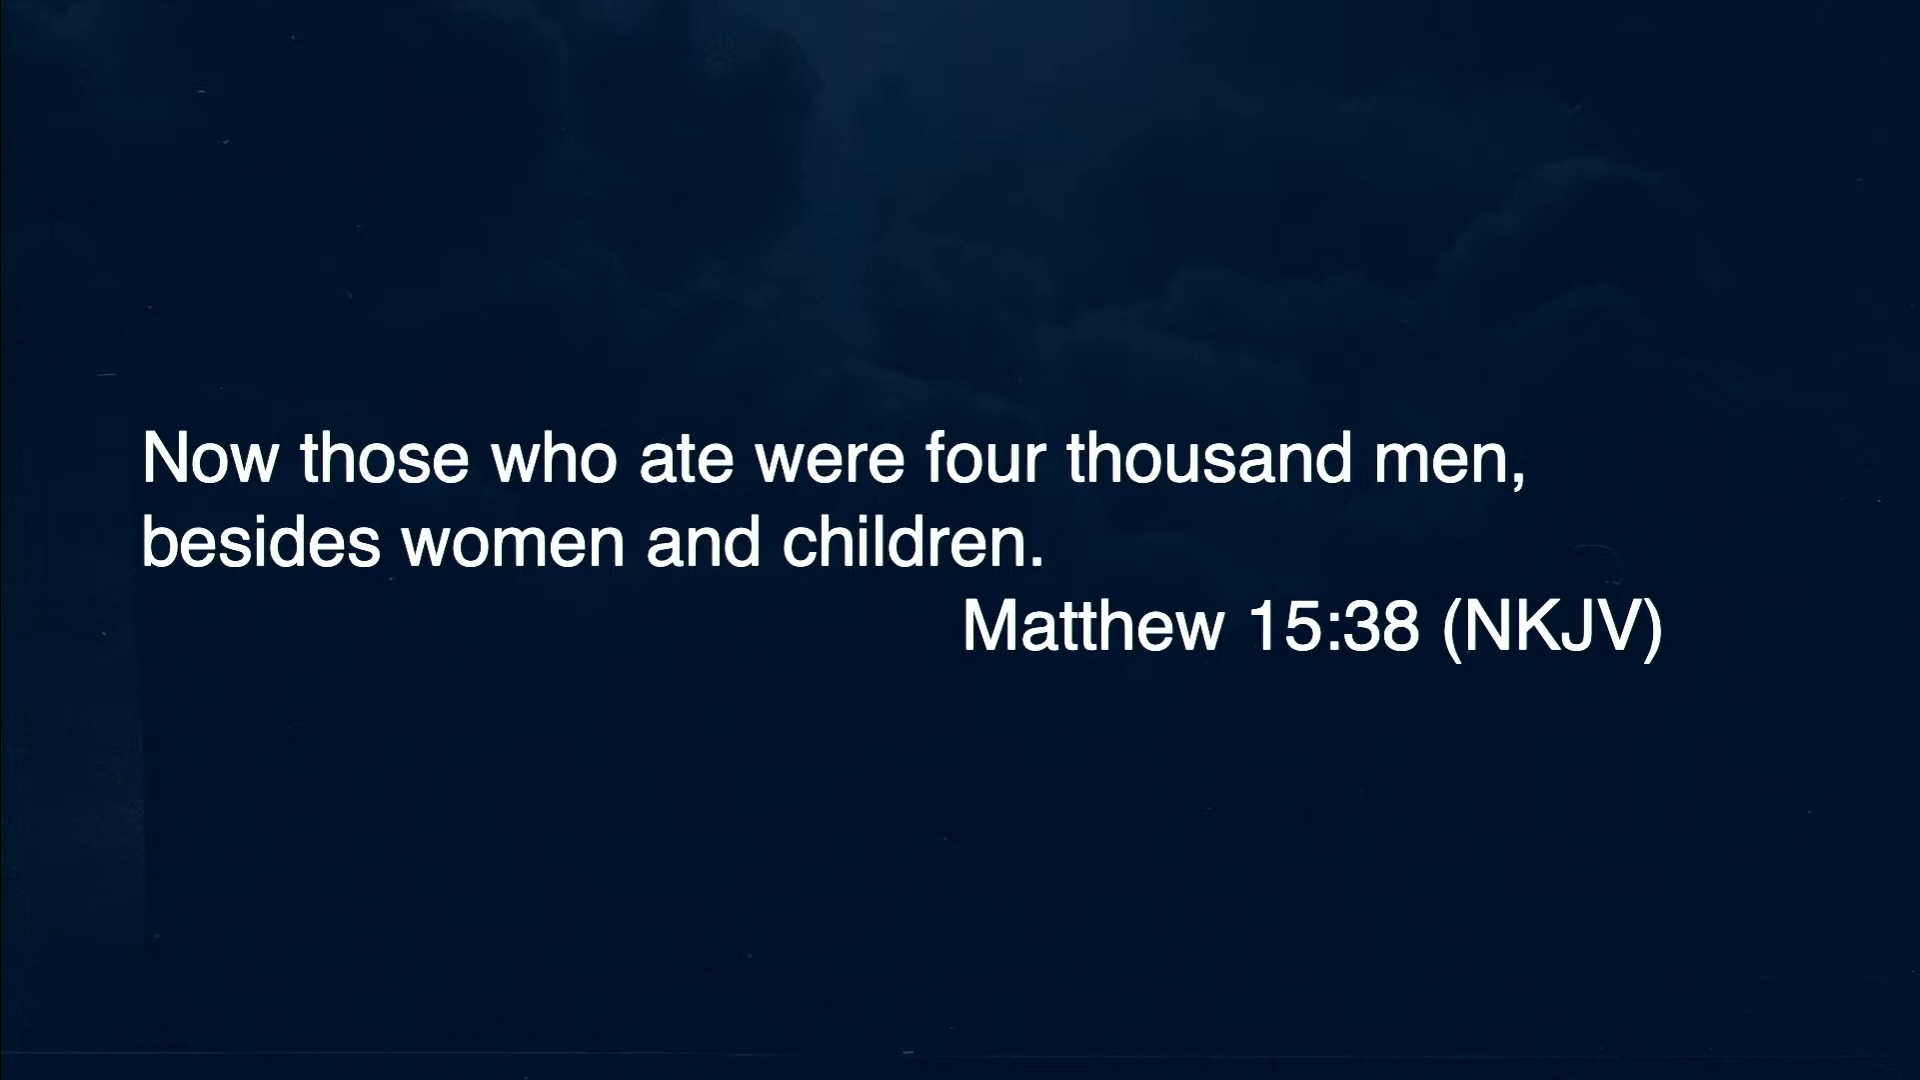 Now those who ate were four thousand men,
besides women and children.
Matthew 15:38 (NKJV)